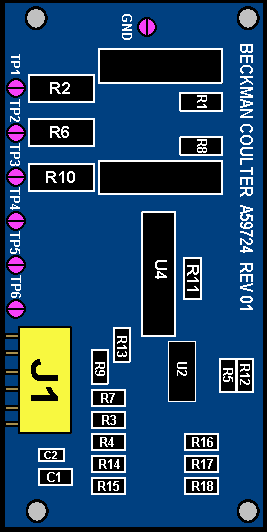 GND
TP1
R2
R1
TP2
R6
R8
TP3
R10
TP4
TP5
TP6
BECKMAN COULTER A59724 REV 01
U4
R11
J1
R13
R9
U2
R5
R12
R7
R3
R4
R16
C2
R14
R17
C1
R15
R18